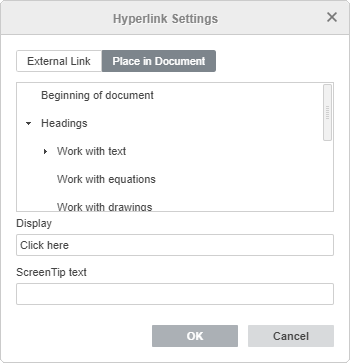 Hyperlink Settings
External Link Place in Document
Beginning of document
Headings
Work with text
Work with equations
Work with drawings
Display
Click here
ScreenTip text
OK Cancel